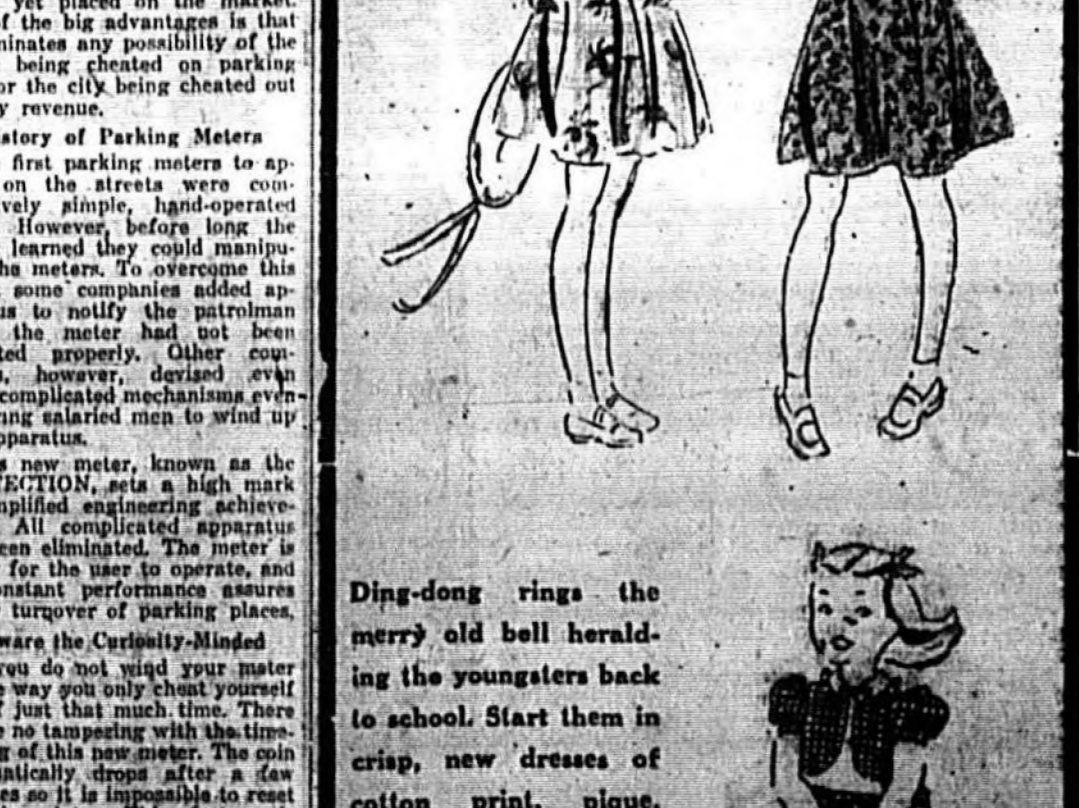 yet placed on the market.
f the big advantages is that
ninates any possibility of the
being cheated on parking
or the city being cheated out
y revenue.
istory of Parking Meters
first parking meters to ap-
on the streets were com-
vely simple, hand-operated
However, before long the
learned they could manipu-
he meters. To overcome this
some companies added ap-
us to notify the patrolman
the meter had not been
ted properly. Other com-
s, however, devised even
complicated mechanisms even-
ing salaried men to wind up
pparatus.
s new meter, known as the
ECTION, sets a high mark
mplified engineering achieve-
All complicated apparatus
een eliminated. The meter is
for the user to operate, and
onstant performance assures
turnover of parking places.
ware the Curiosity-Minded
you do not wind your meter
e way you only cheat yourself
f just that much time. There
e no tampering with the time-
g of this new meter. The coin
atically drops after a few
es so it is impossible to reset
Ding-dong rings the
merry old bell herald-
ing the youngsters back
to school. Start them in
crisp, new dresses of
cotton print, pique,